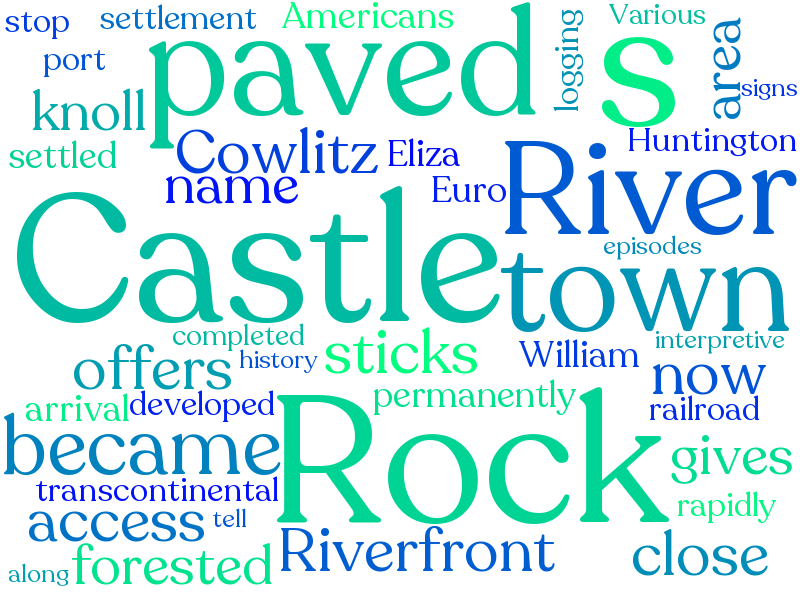 stop settlement Americans Various
port paved s logging area signs
knoll
settled Cowlitz Eliza Huntington
name Euro River
Castle town episodes
completed interpretive
offers history sticks William now
arrival developed permanently railroad
became Rock gives
transcontinental rapidly
access tell Riverfront close
along forested